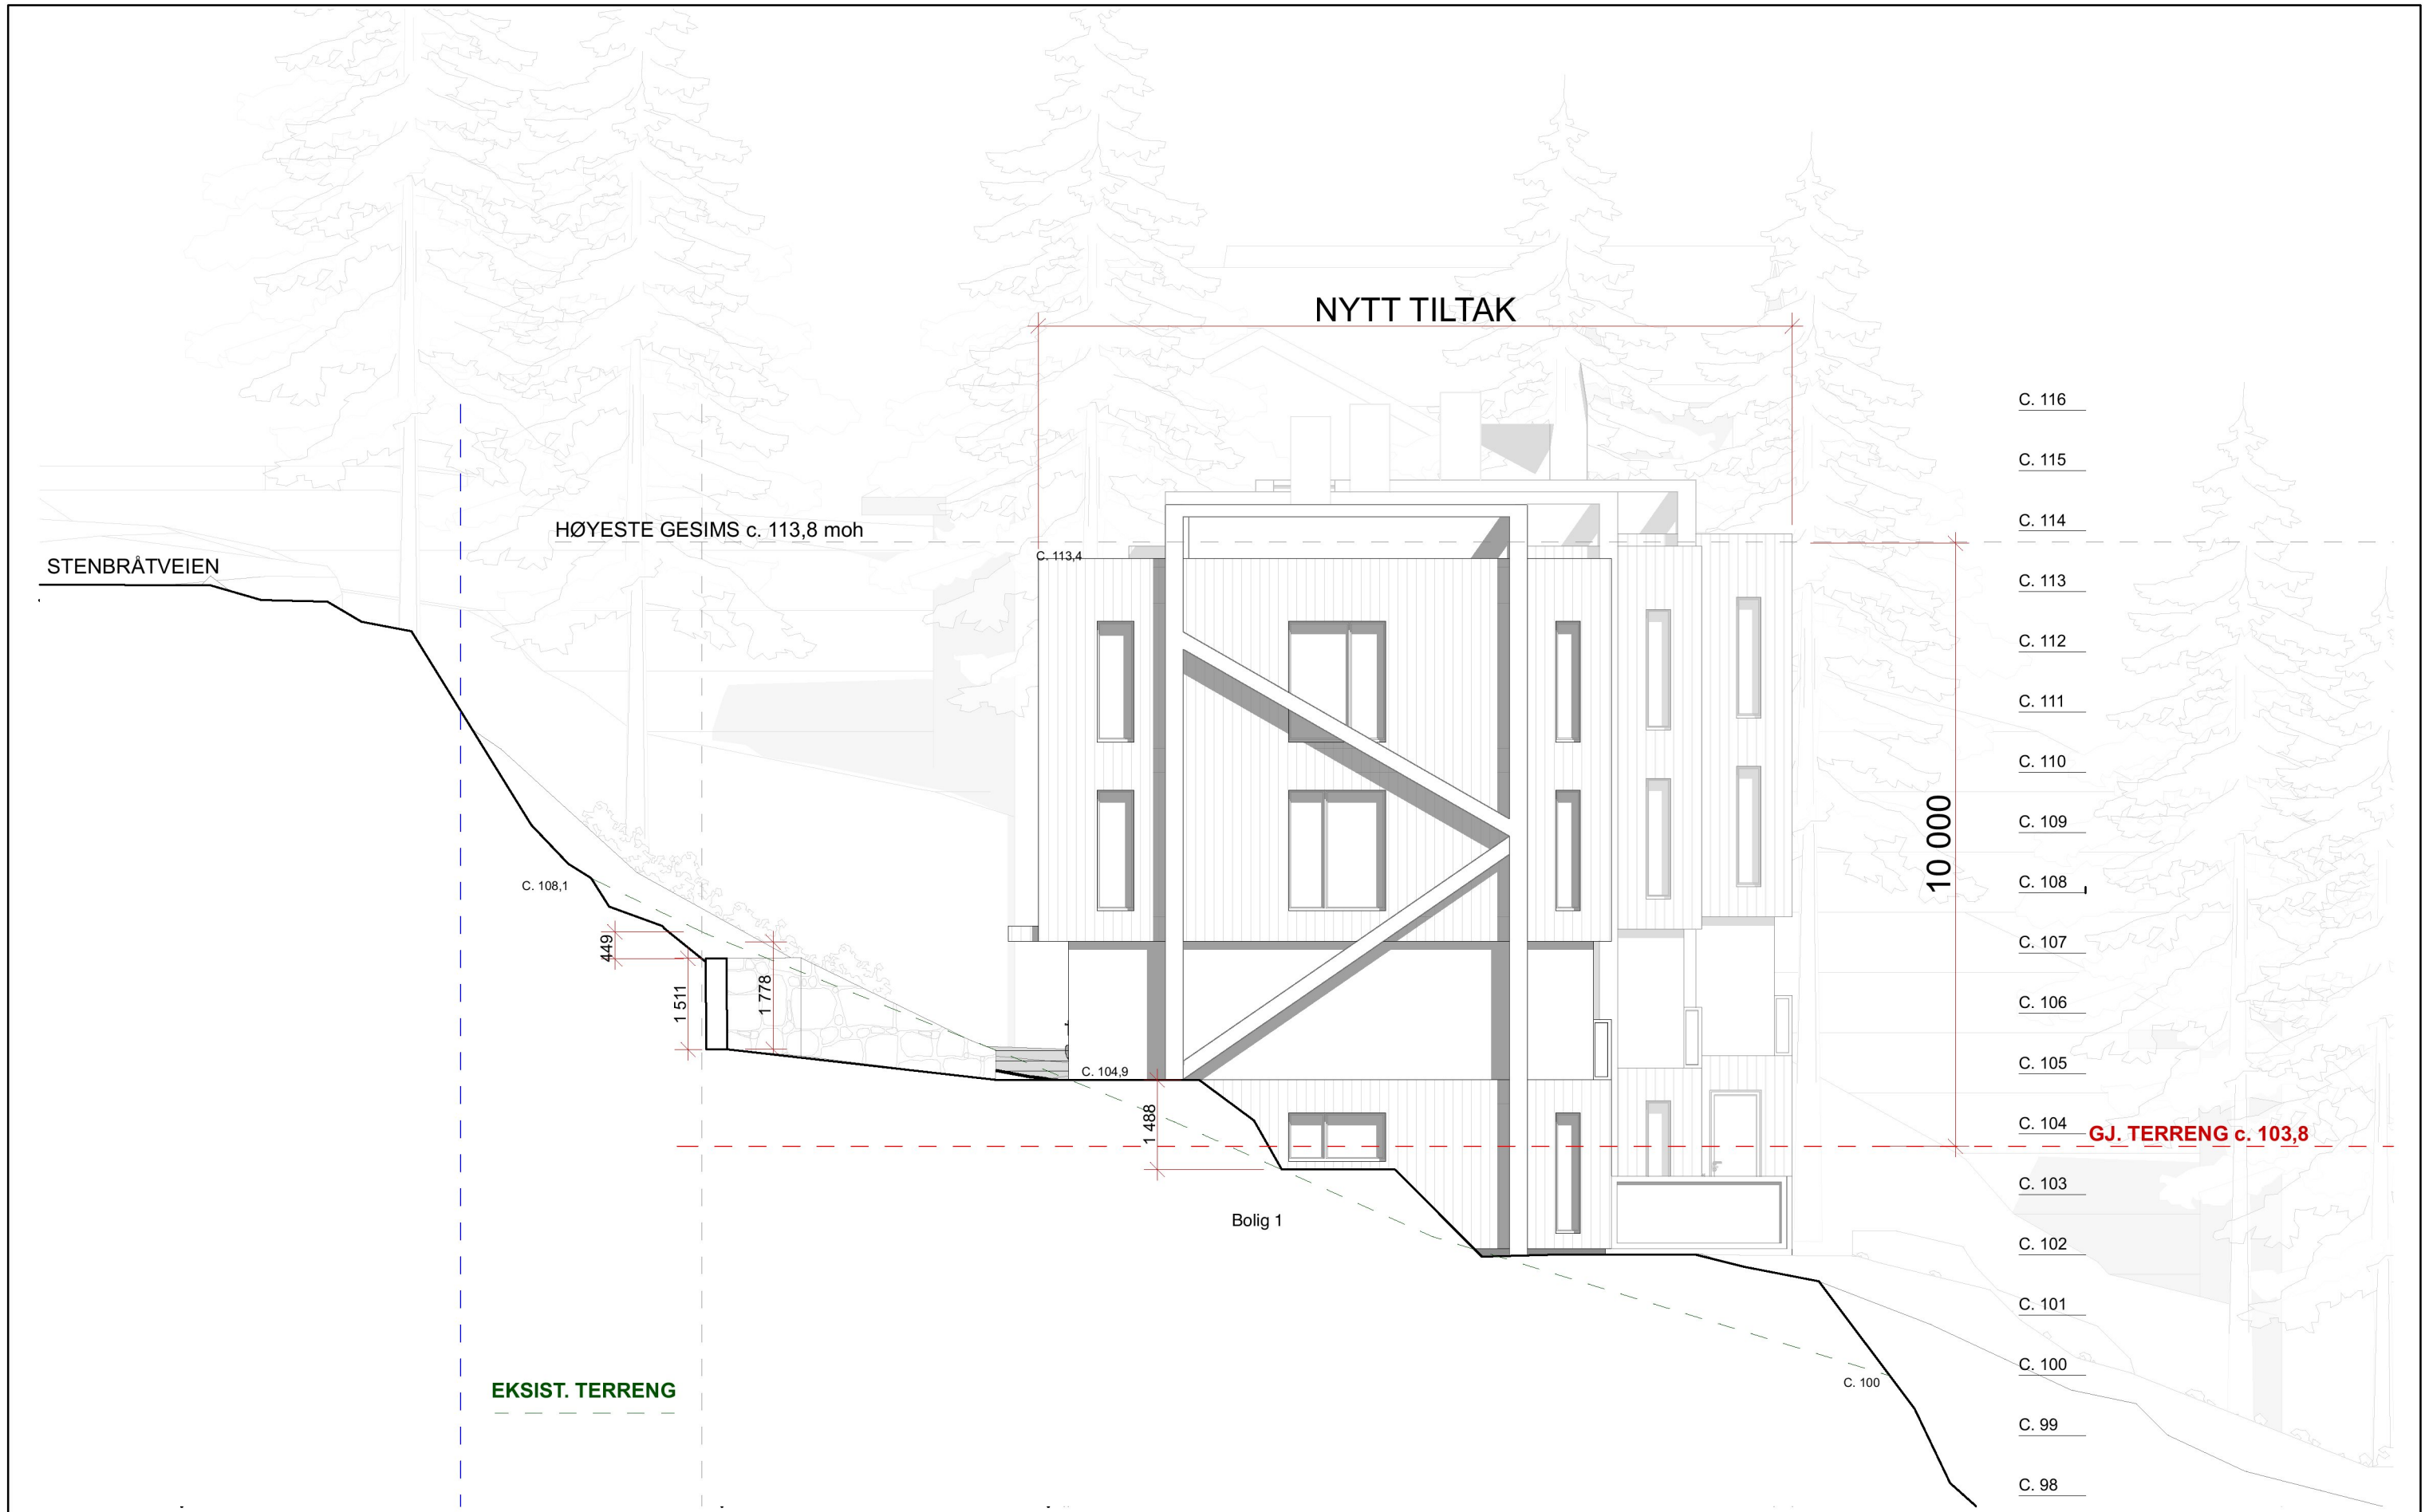 NYTT TILTAK
C. 116
C. 115
C. 114
HØYESTE GESIMS c. 113,8 moh
C. 113,4
STENBRÅTVEIEN
C. 113
C. 112
C. 111
C. 110
C. 109
10 000
C. 108
C. 108,1
449
C. 107
1 511
1 778
C. 106
C. 105
C. 104,9
1 488
C. 104
GJ. TERRENG c. 103,8
C. 103
Bolig 1
C. 102
C. 101
C. 100
C. 100
EKSIST. TERRENG
C. 99
C. 98